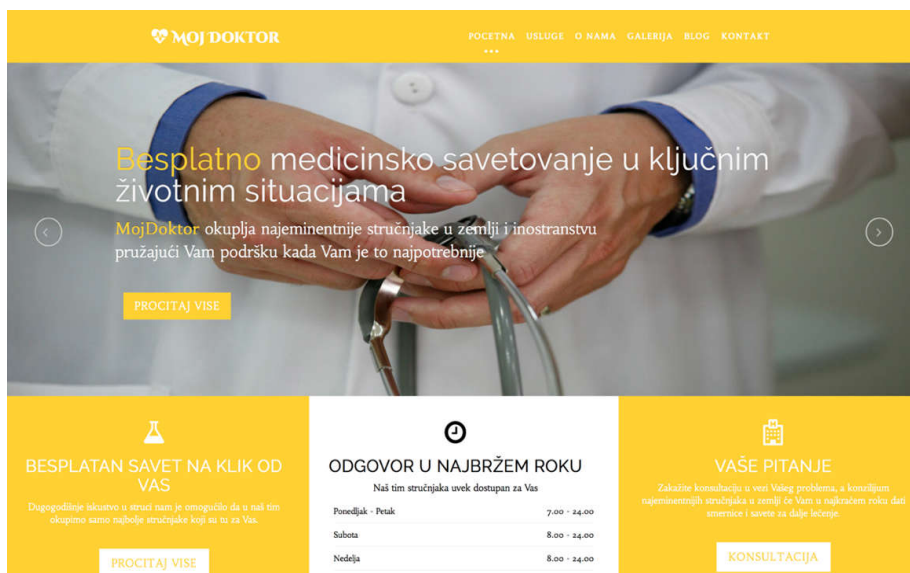 MOJ DOKTOR
POCETNA USLUGE O NAMA GALERIJA BLOG KONTAKT
Besplatno medicinsko savetovanje u ključnim
životnim situacijama
MojDoktor okuplja najeminentnije stručnjake u zemlji i inostranstvu
pružajući Vam podršku kada Vam je to najpotrebnije
PROCITAJ VISE
BESPLATAN SAVET NA KLIK OD
VAS
Dugogodišnje iskustvo u struci nam je omogućilo da u naš tim
okupimo samo najbolje stručnjake koji su tu za Vas.
PROCITAJ VISE
ODGOVOR U NAJBRŽEM ROKU
Naš tim stručnjaka uvek dostupan za Vas
Ponedljak - Petak 7.00 - 24.00
Subota 8.00 - 24.00
Nedelja 8.00 - 24.00
VAŠE PITANJE
Zakažite konsultaciju u vezi Vašeg problema, a konzilijum
najeminentnijih stručnjaka u zemlji će Vam u najkraćem roku dati
smernice i savete za dalje lečenje.
KONSULTACIJA